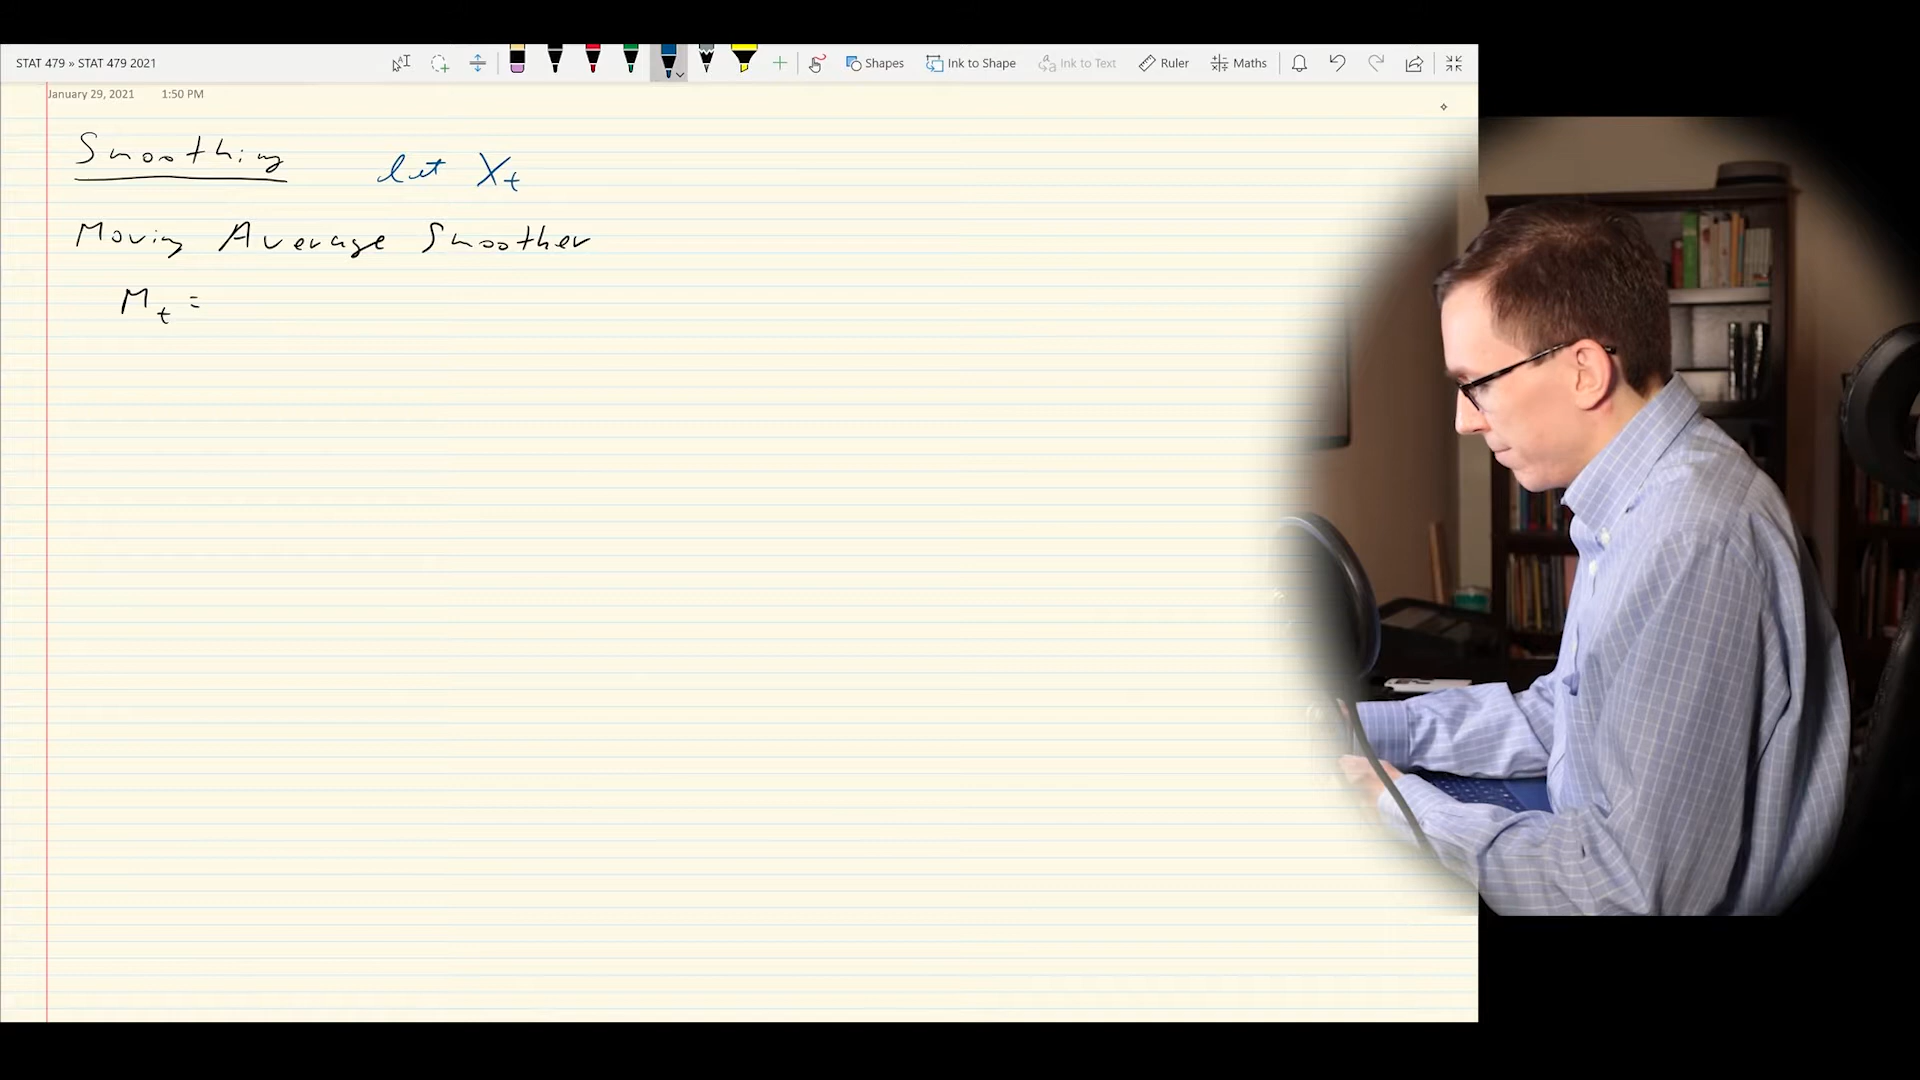 STAT 479 » STAT 479 2021
Shapes Ink to Shape Ink to Text Ruler Maths
January 29, 2021 1:50 PM
Smoothing let Xt
Moving Average Smoother
Mt =